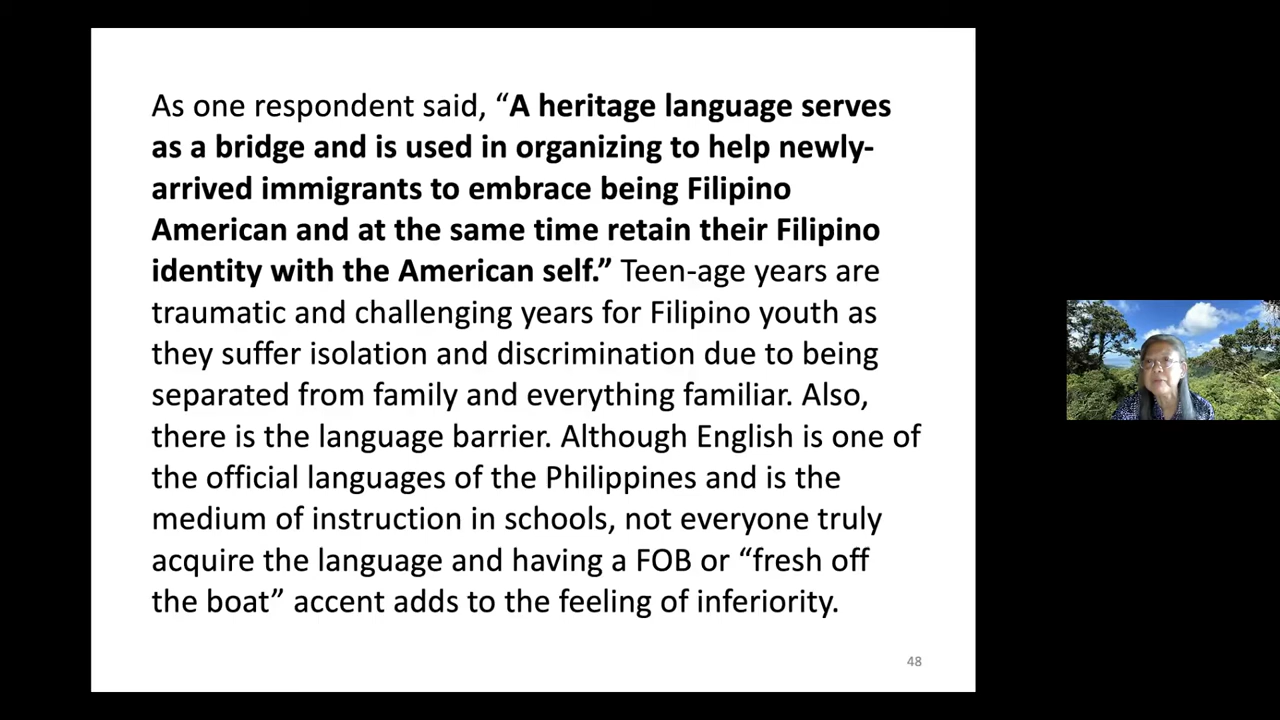 As one respondent said, “A heritage language serves
as a bridge and is used in organizing to help newly-
arrived immigrants to embrace being Filipino
American and at the same time retain their Filipino
identity with the American self.” Teen-age years are
traumatic and challenging years for Filipino youth as
they suffer isolation and discrimination due to being
separated from family and everything familiar. Also,
there is the language barrier. Although English is one of
the official languages of the Philippines and is the
medium of instruction in schools, not everyone truly
acquire the language and having a FOB or “fresh off
the boat” accent adds to the feeling of inferiority.
48